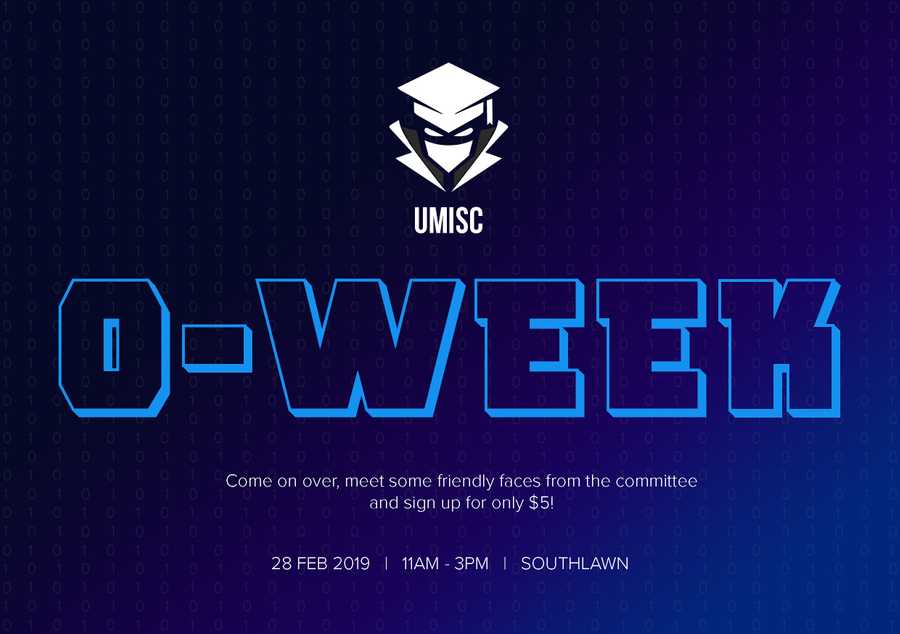 UMISC
O-WEEK
Come on over, meet some friendly faces from the committee
and sign up for only $5!
28 FEB 2019 | 11AM - 3PM | SOUTHLAWN